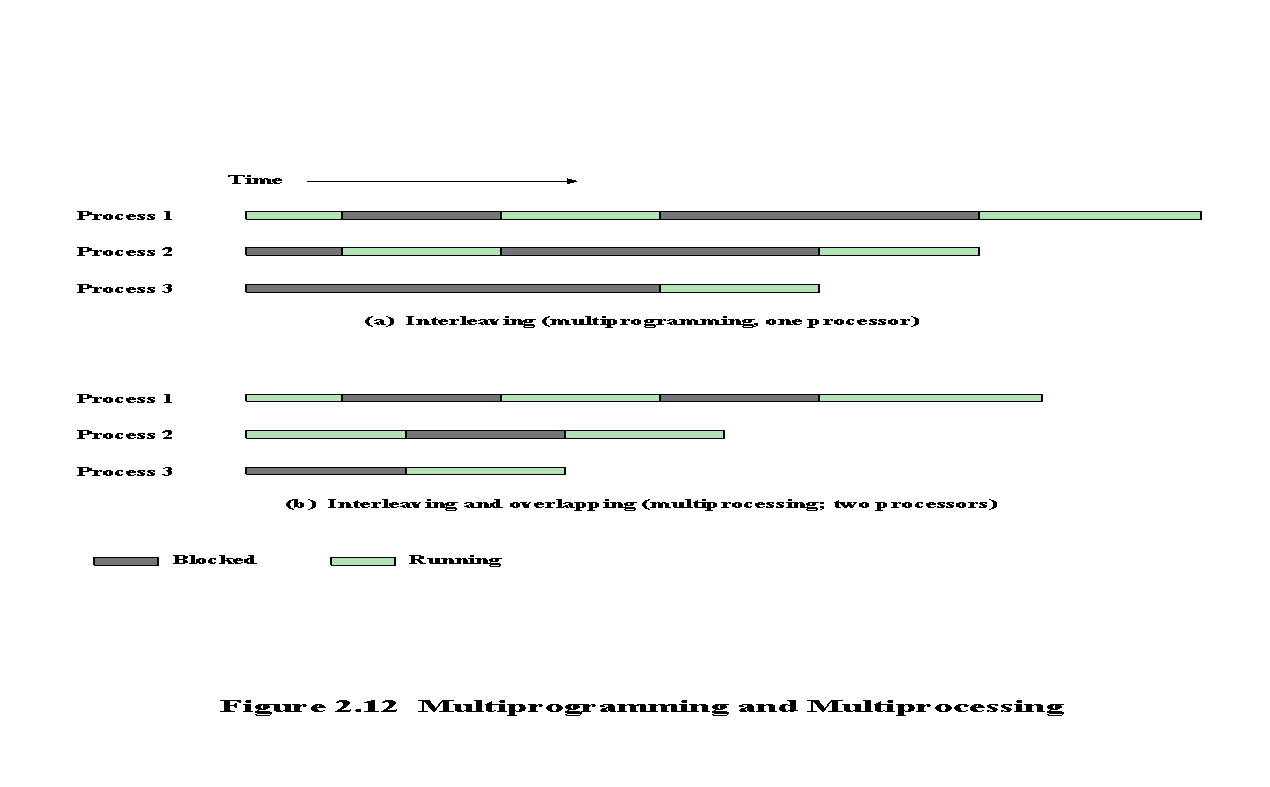 Time
Process 1
Process 2
Process 3
(a) Interleaving (multiprogramming, one processor)
Process 1
Process 2
Process 3
(b) Interleaving and overlapping (multiprocessing; two processors)
Blocked Running
Figure 2.12 Multiprogramming and Multiprocessing